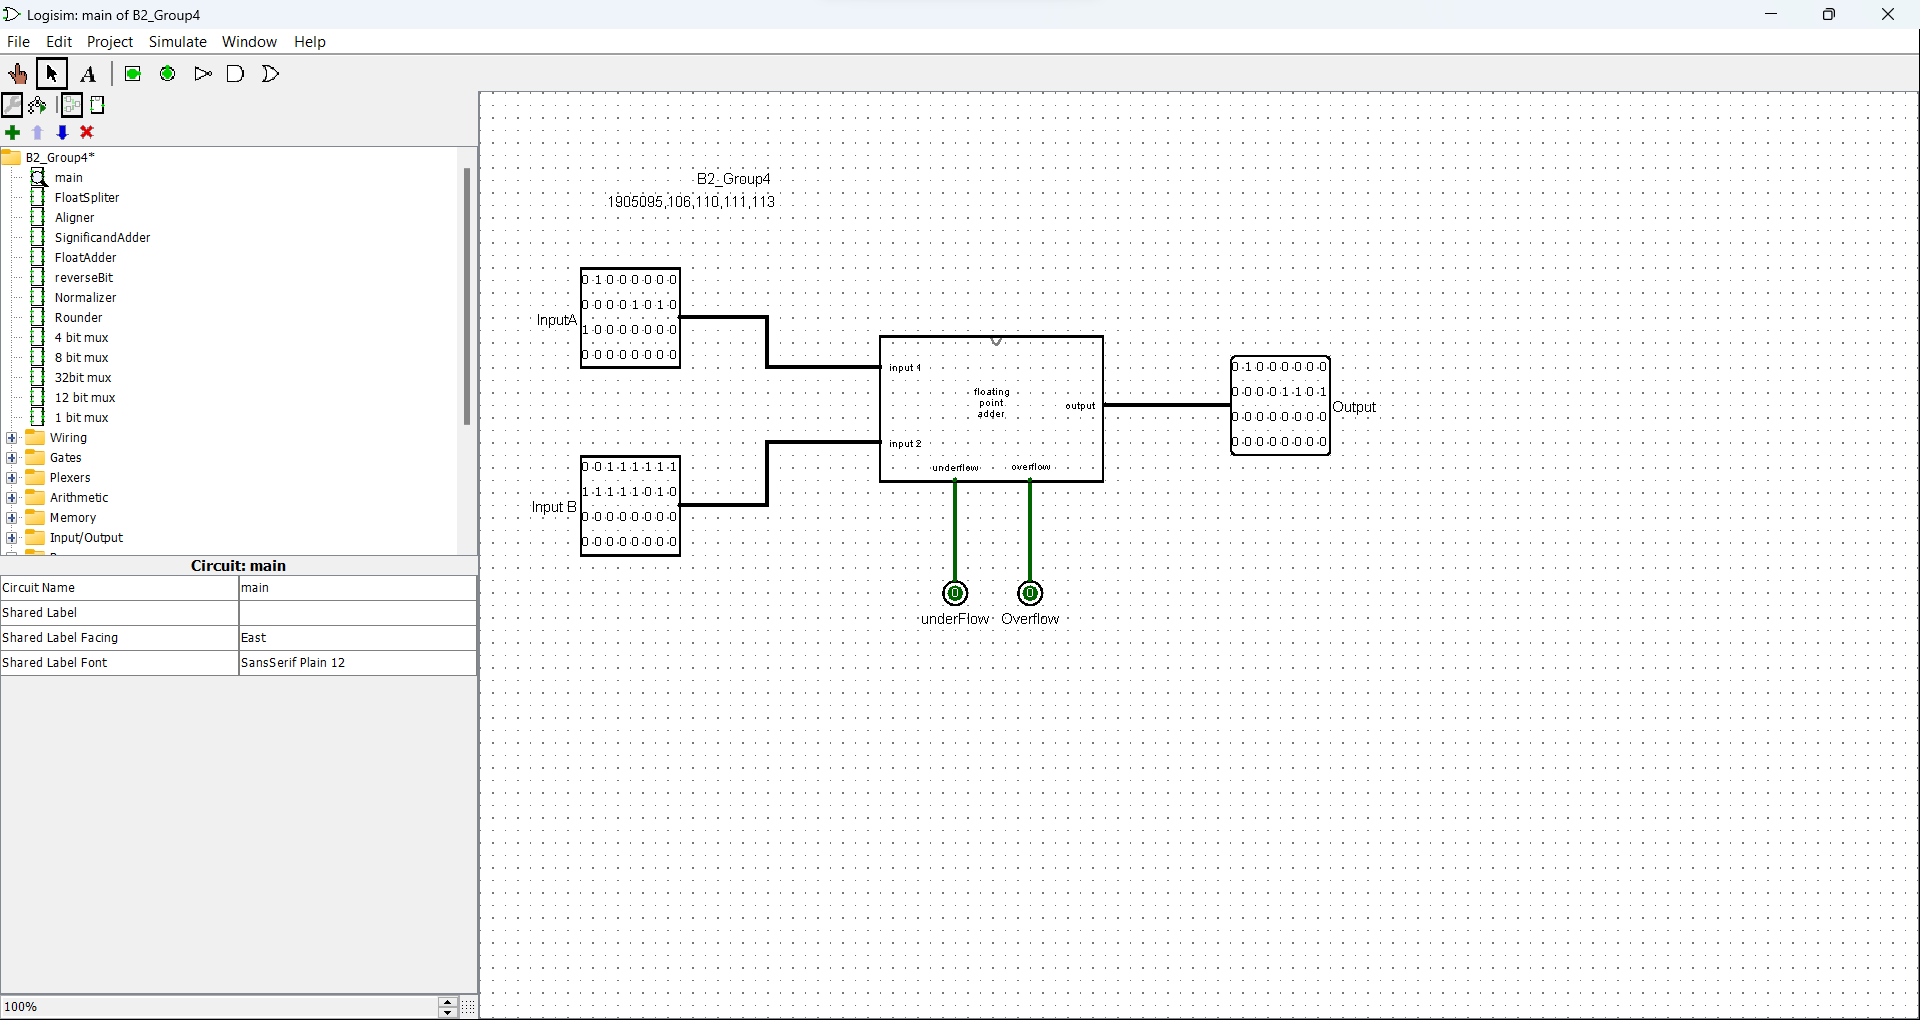 Logisim: main of B2_Group4
File Edit Project Simulate Window Help
A
B2_Group4*
main
FloatSpliter
Aligner
SignificandAdder
FloatAdder
reverseBit
Normalizer
Rounder
4 bit mux
8 bit mux
32bit mux
12 bit mux
1 bit mux
Wiring
Gates
Plexers
Arithmetic
Memory
Input/Output
Circuit: main
Circuit Name main
Shared Label
Shared Label Facing East
Shared Label Font SansSerif Plain 12
100%
B2_Group4
1905095,106,110,111,113
InputA
0 1 0 0 0 0 0 0
0 0 0 0 1 0 1 0
1 0 0 0 0 0 0 0
0 0 0 0 0 0 0 0
Input B
0 0 1 1 1 1 1 1
1 1 1 1 1 0 1 0
0 0 0 0 0 0 0 0
0 0 0 0 0 0 0 0
input 1
input 2
floating
point
adder
output
underflow overflow
0 1 0 0 0 0 0 0
0 0 0 0 1 1 0 1
0 0 0 0 0 0 0 0
0 0 0 0 0 0 0 0
Output
0 0
underFlow Overflow